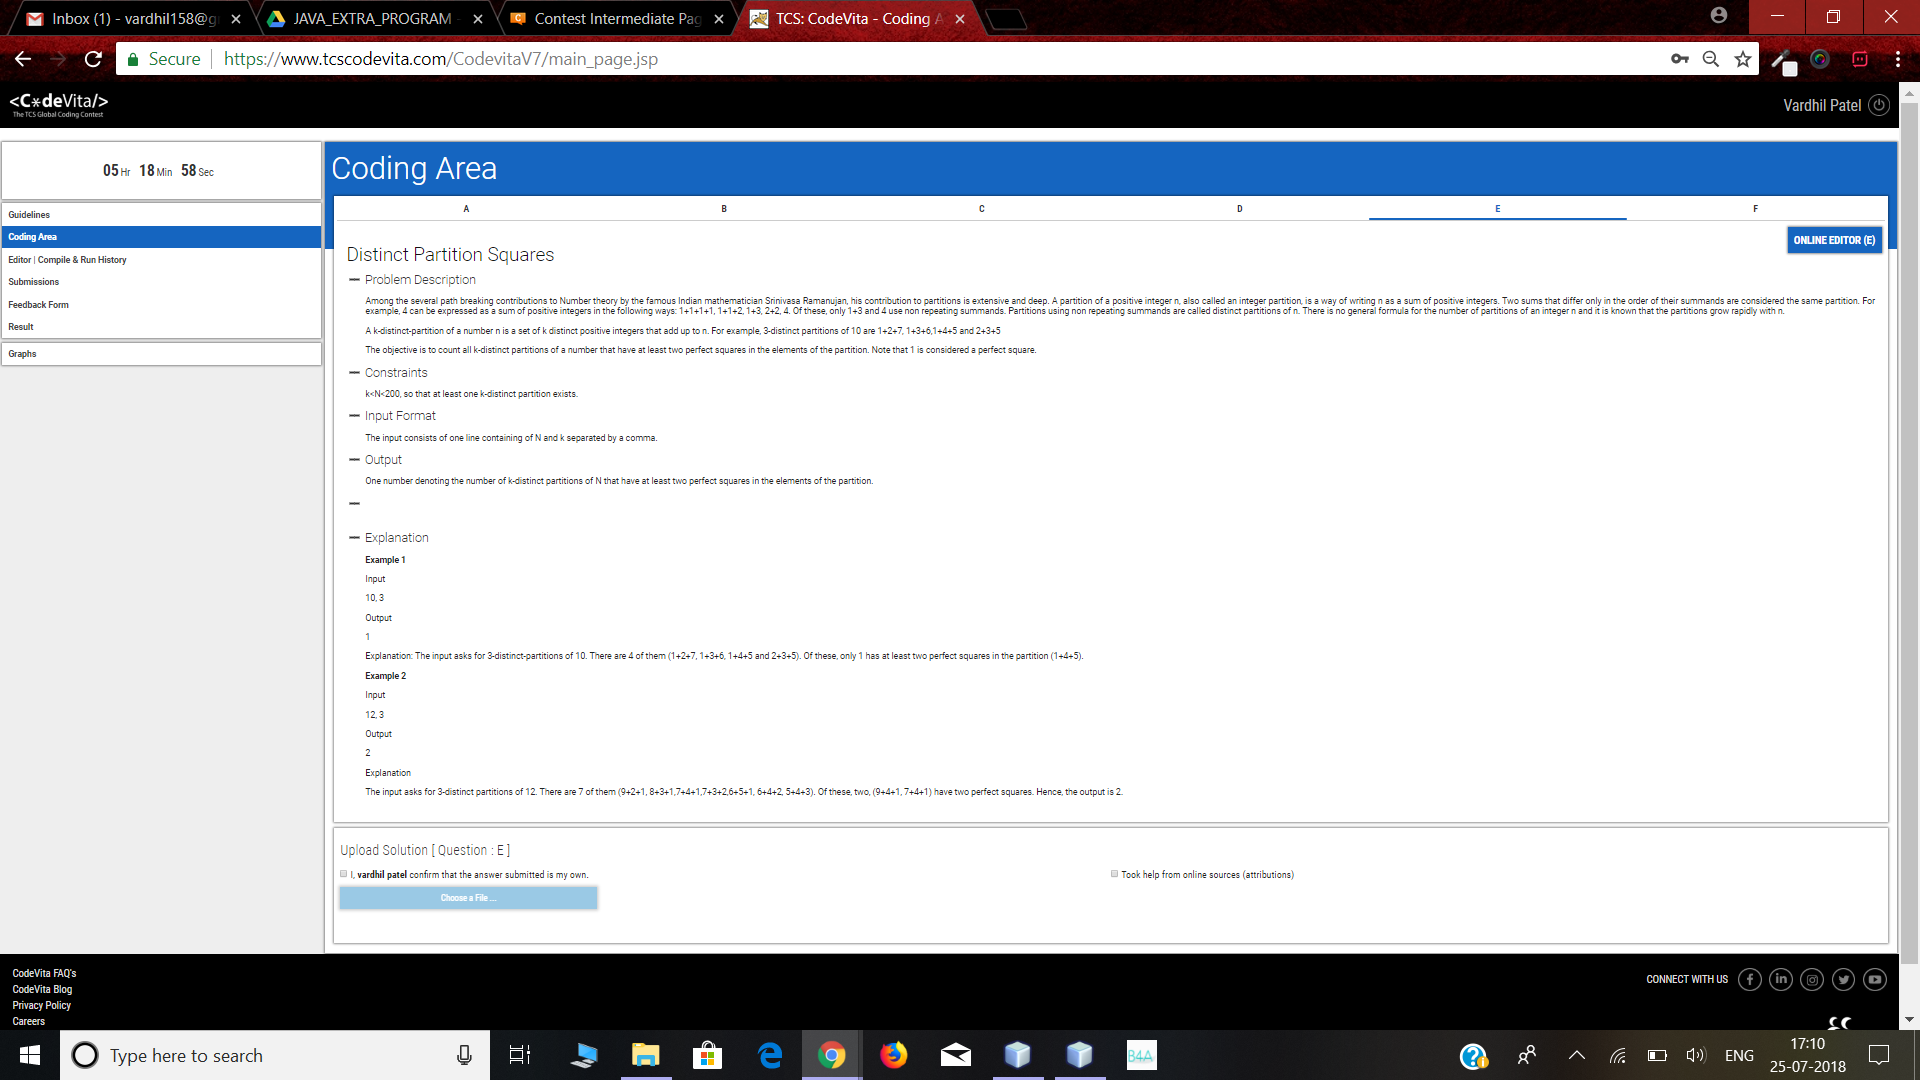 Inbox (1) - vardhil158@g
JAVA_EXTRA_PROGRAM -
Contest Intermediate Pag
TCS: CodeVita - Coding A
Secure
https://www.tcscodevita.com/CodevitaV7/main_page.jsp
<C*deVita/>
The TCS Global Coding Contest
Vardhil Patel
05 Hr 18 Min 58 Sec
Guidelines
Coding Area
Editor | Compile & Run History
Submissions
Feedback Form
Result
Graphs
Coding Area
A B C D E F
ONLINE EDITOR (E)
Distinct Partition Squares
Problem Description
Among the several path breaking contributions to Number theory by the famous Indian mathematician Srinivasa Ramanujan, his contribution to partitions is extensive and deep. A partition of a positive integer n, also called an integer partition, is a way of writing n as a sum of positive integers. Two sums that differ only in the order of their summands are considered the same partition. For
example, 4 can be expressed as a sum of positive integers in the following ways: 1+1+1+1, 1+1+2, 1+3, 2+2, 4. Of these, only 1+3 and 4 use non repeating summands. Partitions using non repeating summands are called distinct partitions of n. There is no general formula for the number of partitions of an integer n and it is known that the partitions grow rapidly with n.
A k-distinct-partition of a number n is a set of k distinct positive integers that add up to n. For example, 3-distinct partitions of 10 are 1+2+7, 1+3+6,1+4+5 and 2+3+5
The objective is to count all k-distinct partitions of a number that have at least two perfect squares in the elements of the partition. Note that 1 is considered a perfect square.
Constraints
k<N<200, so that at least one k-distinct partition exists.
Input Format
The input consists of one line containing of N and k separated by a comma.
Output
One number denoting the number of k-distinct partitions of N that have at least two perfect squares in the elements of the partition.
Explanation
Example 1
Input
10, 3
Output
1
Explanation: The input asks for 3-distinct-partitions of 10. There are 4 of them (1+2+7, 1+3+6, 1+4+5 and 2+3+5). Of these, only 1 has at least two perfect squares in the partition (1+4+5).
Example 2
Input
12, 3
Output
2
Explanation
The input asks for 3-distinct partitions of 12. There are 7 of them (9+2+1, 8+3+1,7+4+1,7+3+2,6+5+1, 6+4+2, 5+4+3). Of these, two, (9+4+1, 7+4+1) have two perfect squares. Hence, the output is 2.
Upload Solution [ Question : E ]
I, vardhil patel confirm that the answer submitted is my own.
Took help from online sources (attributions)
Choose a File ...
CodeVita FAQ's
CodeVita Blog
Privacy Policy
Careers
CONNECT WITH US
Type here to search
B4A
ENG
17:10
25-07-2018